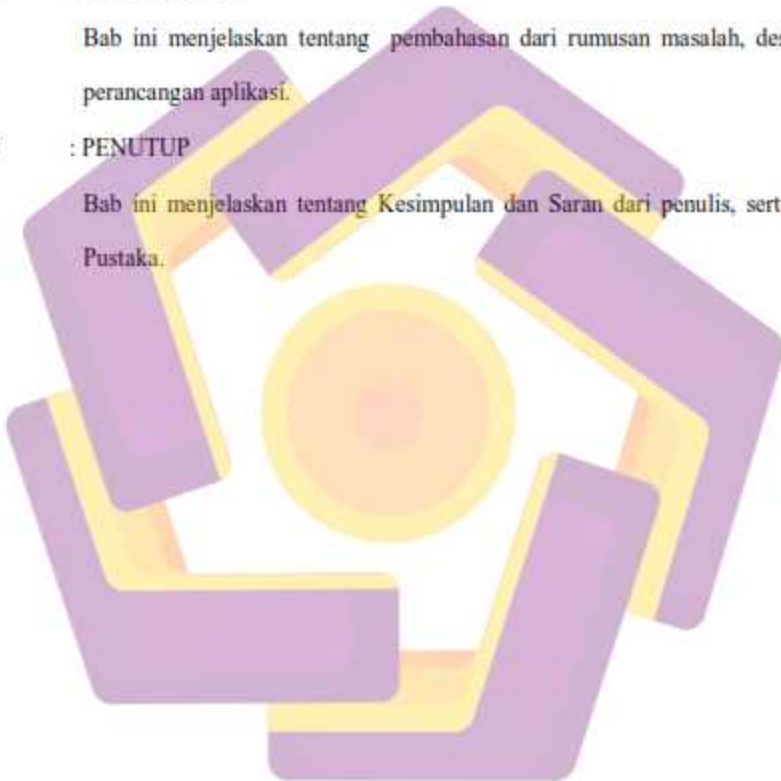 Bab ini menjelaskan tentang pembahasan dari rumusan masalah,
perancangan aplikasi.
: PENUTUP
Bab ini menjelaskan tentang Kesimpulan dan Saran dari penulis,
Pustaka.